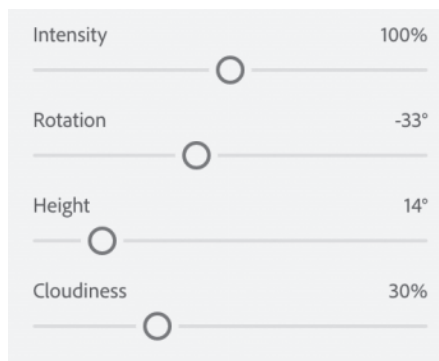 Intensity 100%
Rotation -33°
Height 14°
Cloudiness 30%